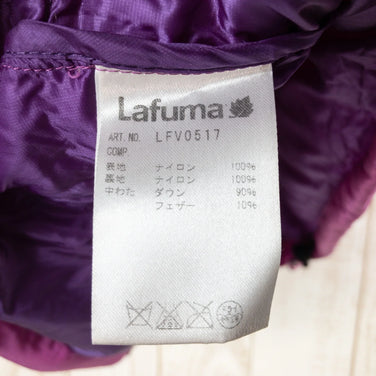 Lafuma
ART. NO. LFV0517
COMP.
表地 ナイロン 100%
裏地 ナイロン 100%
中わた ダウン 90%
フェザー 10%